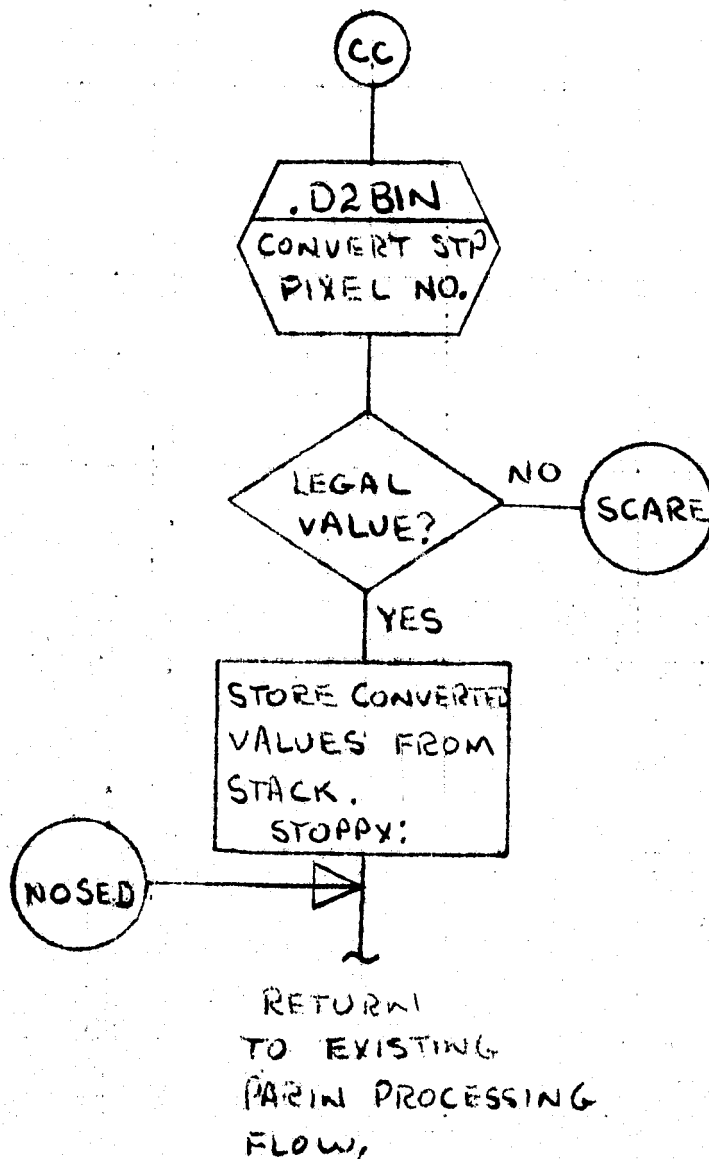 CC
.D2BIN
CONVERT STP
PIXEL NO.
LEGAL
VALUE?
NO
SCARE
YES
STORE CONVERTED
VALUES FROM
STACK.
STOPPX:
NOSED
RETURN
TO EXISTING
PARIN PROCESSING
FLOW,